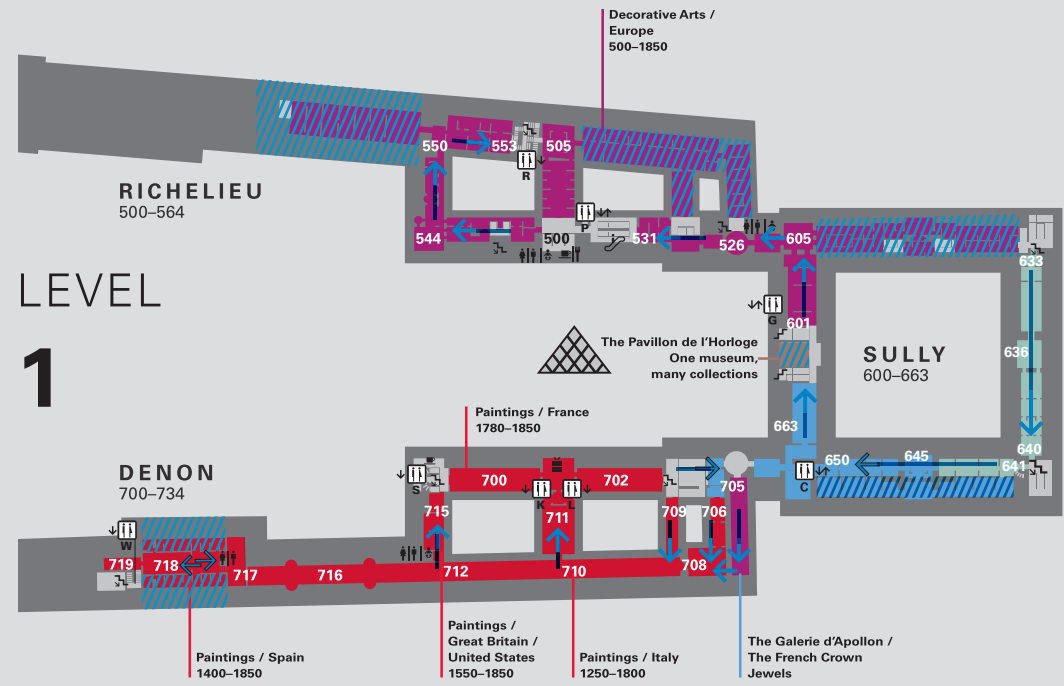 Decorative Arts /
Europe
500–1850
550
553
505
R
RICHELIEU
500–564
P
544
500
531
526
605
633
LEVEL
1
G
601
The Pavillon de l'Horloge
One museum,
many collections
SULLY
600–663
636
Paintings / France
1780–1850
663
640
DENON
700–734
650
645
641
S
700
702
705
C
K
L
715
711
709
706
W
719
718
717
716
712
710
708
Paintings / Spain
1400–1850
Paintings /
Great Britain /
United States
1550–1850
Paintings / Italy
1250–1800
The Galerie d'Apollon /
The French Crown
Jewels